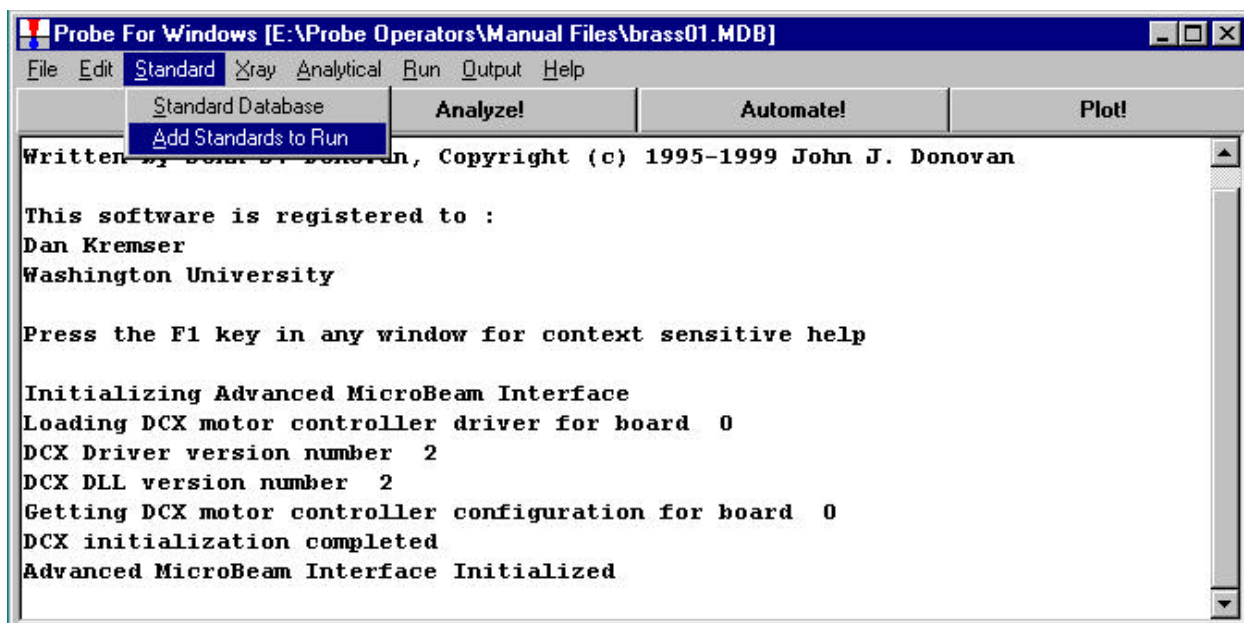 Probe For Windows [E:\Probe Operators\Manual Files\brass01.MDB]
File Edit Standard Xray Analytical Run Output Help
Standard Database
Add Standards to Run
Analyze! Automate! Plot!
Written Copyright (c) 1995-1999 John J. Donovan
This software is registered to :
Dan Kremser
Washington University
Press the F1 key in any window for context sensitive help
Initializing Advanced MicroBeam Interface
Loading DCX motor controller driver for board 0
DCX Driver version number 2
DCX DLL version number 2
Getting DCX motor controller configuration for board 0
DCX initialization completed
Advanced MicroBeam Interface Initialized